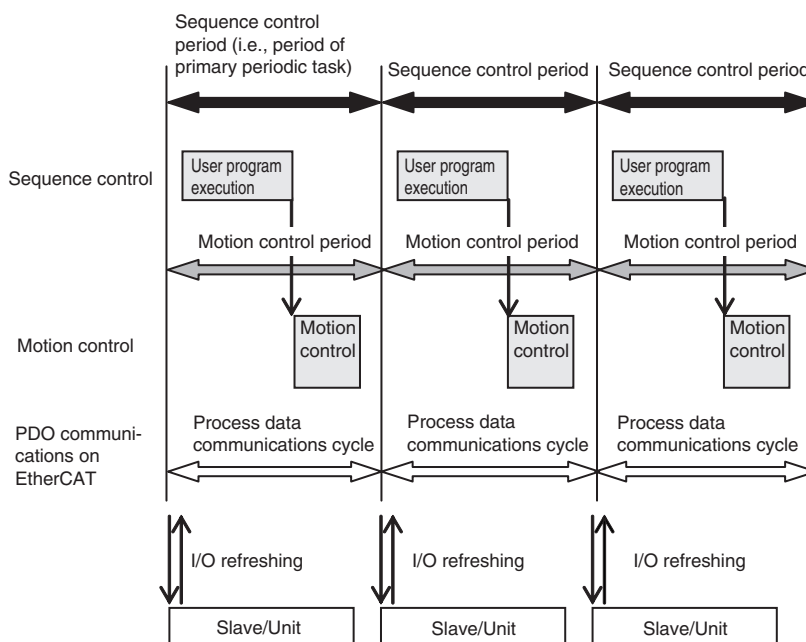 Sequence control
period (i.e., period of
primary periodic task)
Sequence control period
Sequence control period
Sequence control
User program
execution
User program
execution
User program
execution
Motion control period
Motion control period
Motion control period
Motion control
Motion
control
Motion
control
Motion
control
PDO communi-
cations on
EtherCAT
Process data
communications cycle
Process data
communications cycle
Process data
communications cycle
I/O refreshing
I/O refreshing
I/O refreshing
Slave/Unit
Slave/Unit
Slave/Unit